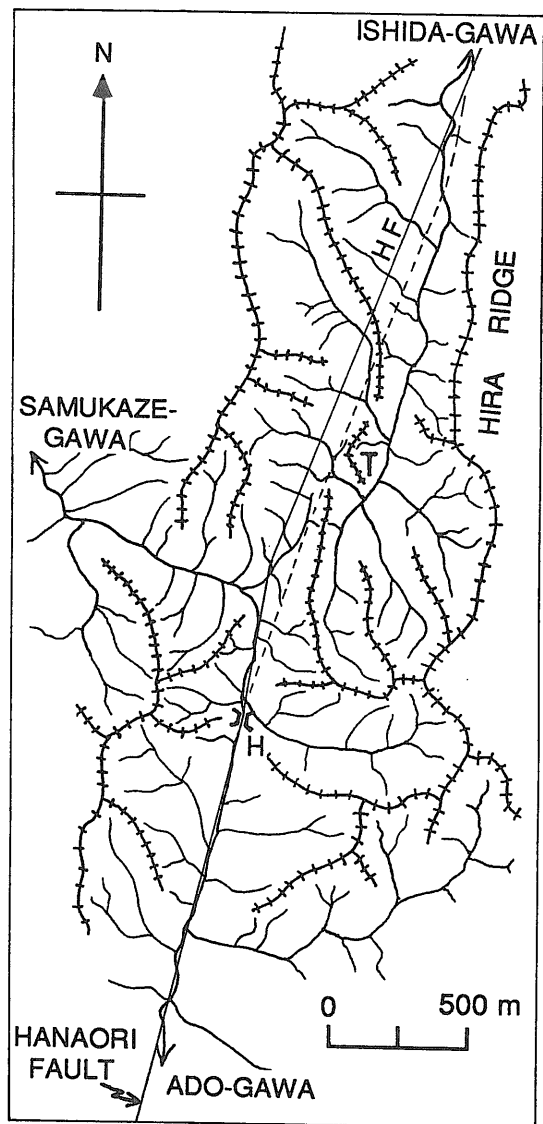 ISHIDA-GAWA
N
HF
HIRA RIDGE
SAMUKAZE-
GAWA
T
H
0 500 m
HANAORI
FAULT
ADO-GAWA